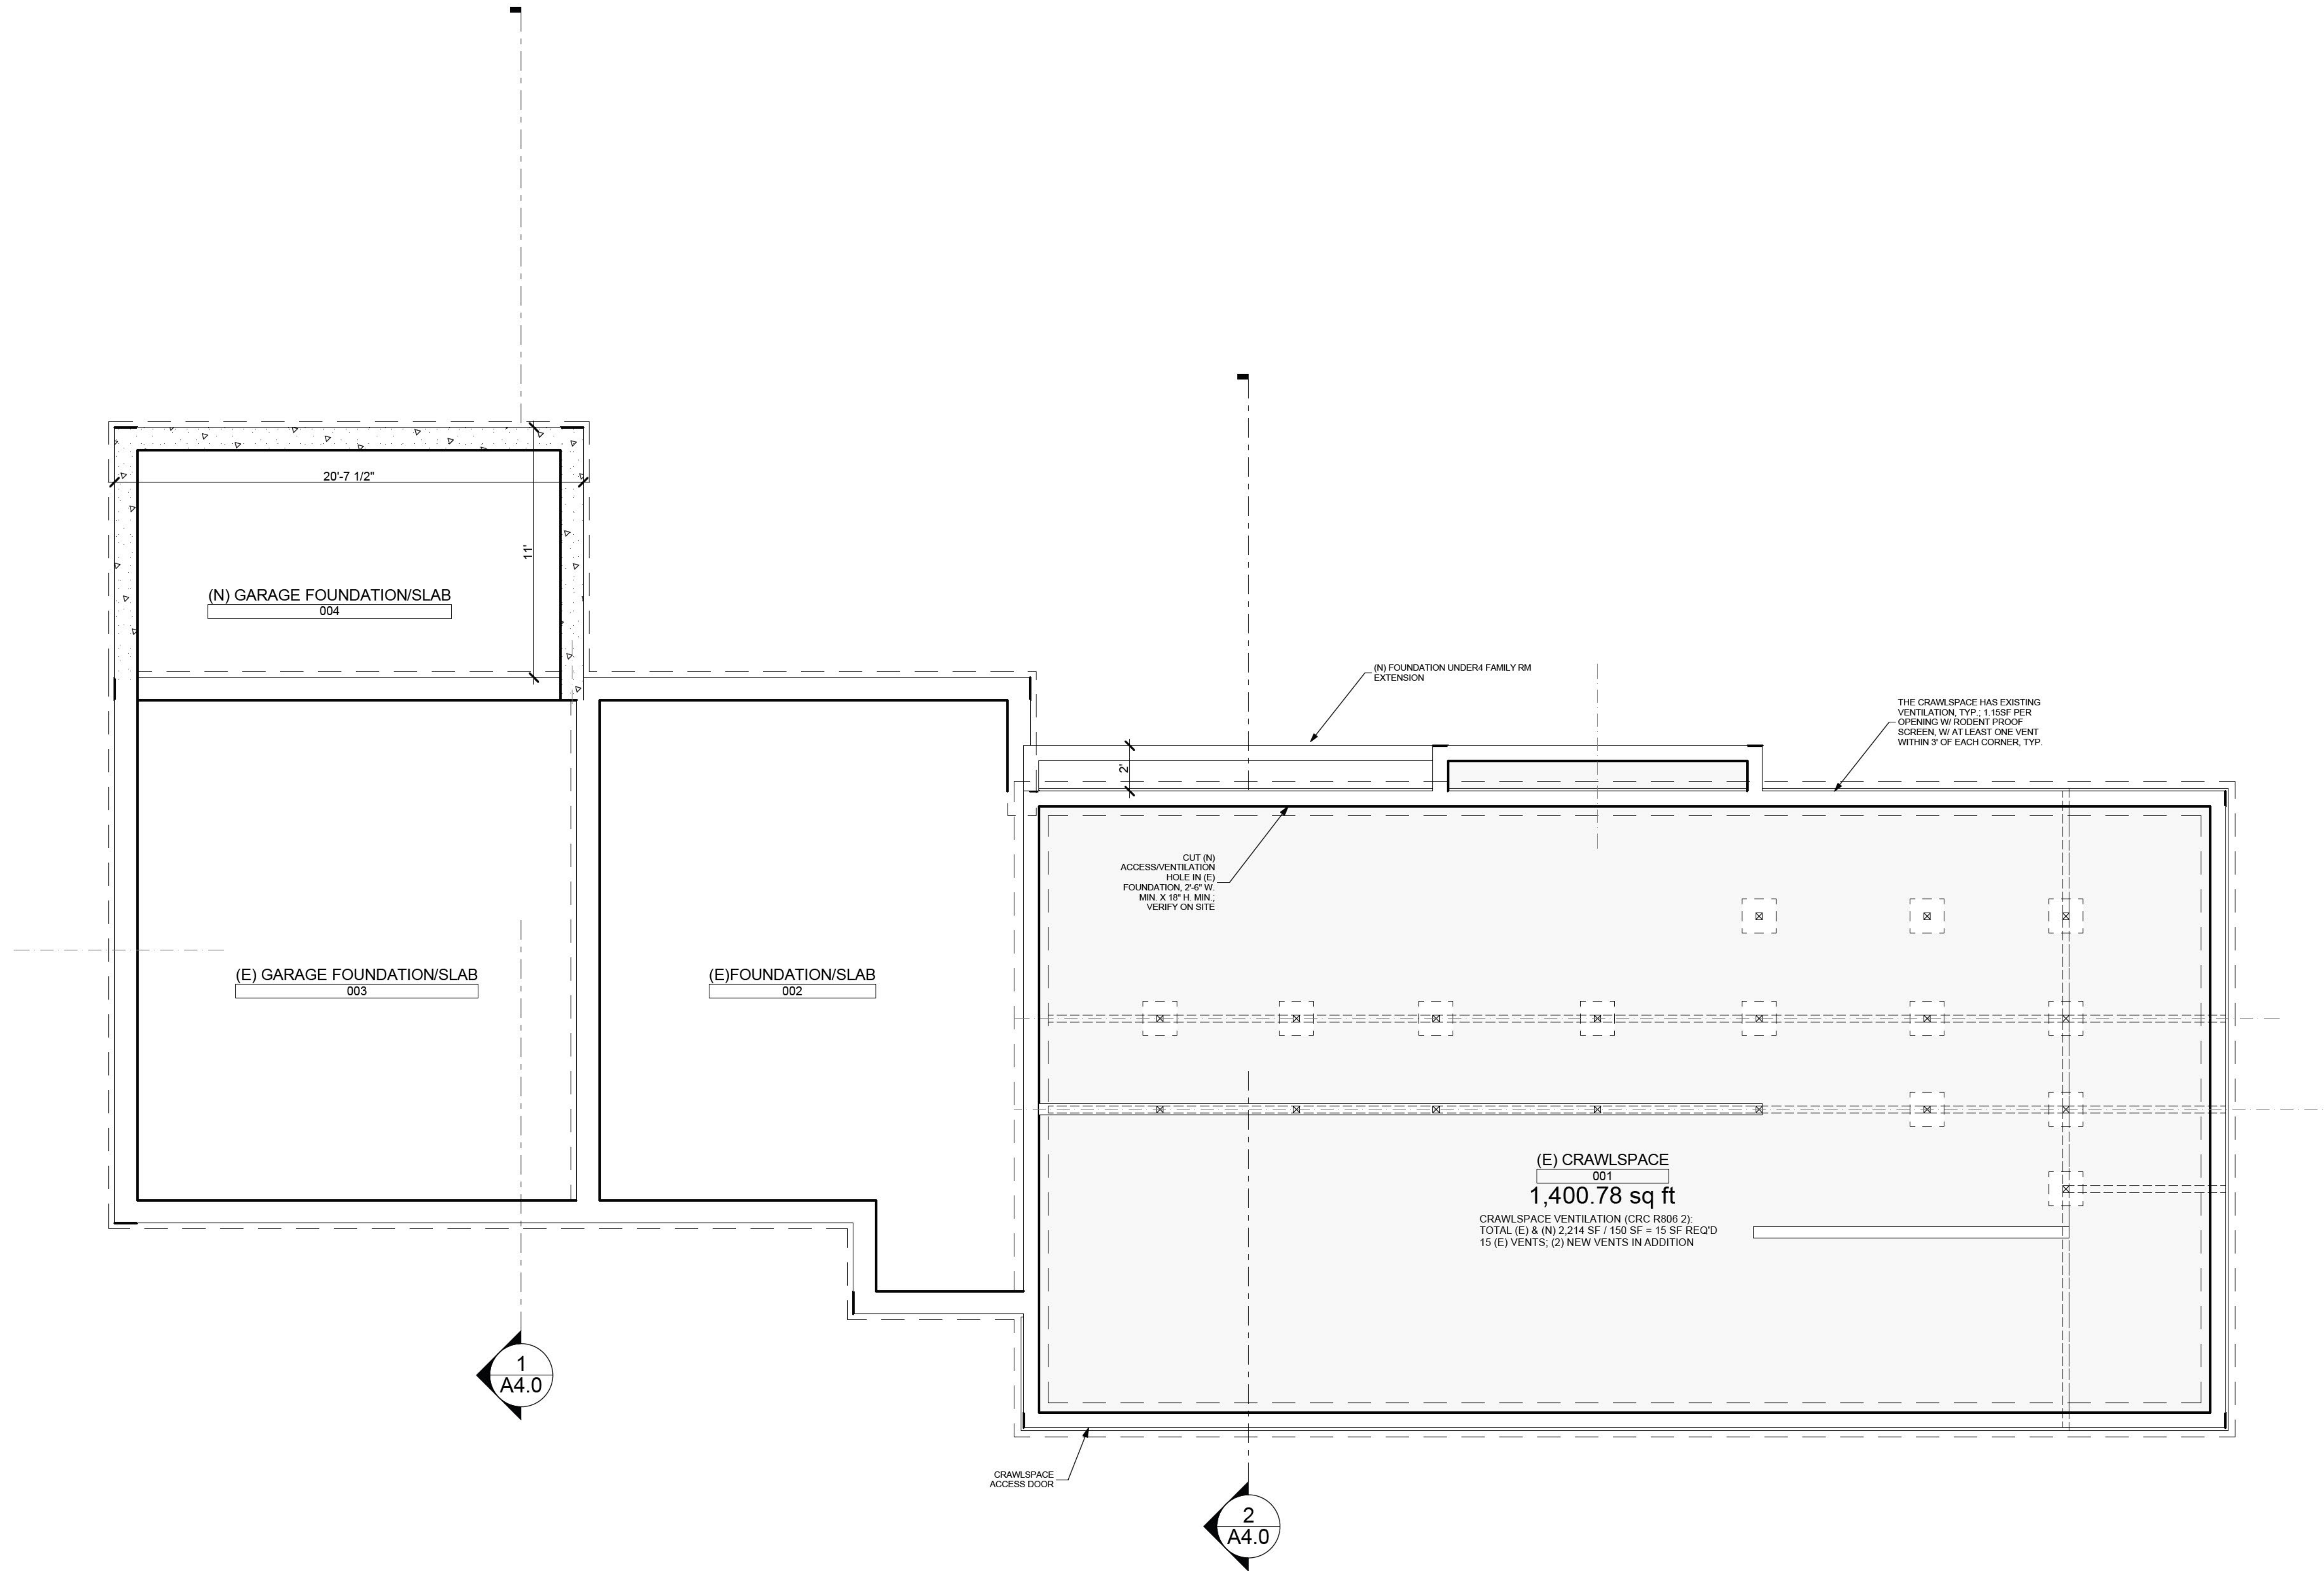 20'-7 1/2"
11'
(N) GARAGE FOUNDATION/SLAB
004
(N) FOUNDATION UNDER4 FAMILY RM
EXTENSION
THE CRAWLSPACE HAS EXISTING
VENTILATION, TYP.; 1.15SF PER
OPENING W/ RODENT PROOF
SCREEN, W/ AT LEAST ONE VENT
WITHIN 3' OF EACH CORNER, TYP.
2'
CUT (N)
ACCESS/VENTILATION
HOLE IN (E)
FOUNDATION, 2'-6" W.
MIN. X 18" H. MIN.;
VERIFY ON SITE
(E) GARAGE FOUNDATION/SLAB
003
(E)FOUNDATION/SLAB
002
(E) CRAWLSPACE
001
1,400.78 sq ft
CRAWLSPACE VENTILATION (CRC R806 2):
TOTAL (E) & (N) 2,214 SF / 150 SF = 15 SF REQ'D
15 (E) VENTS; (2) NEW VENTS IN ADDITION
1
A4.0
CRAWLSPACE
ACCESS DOOR
2
A4.0